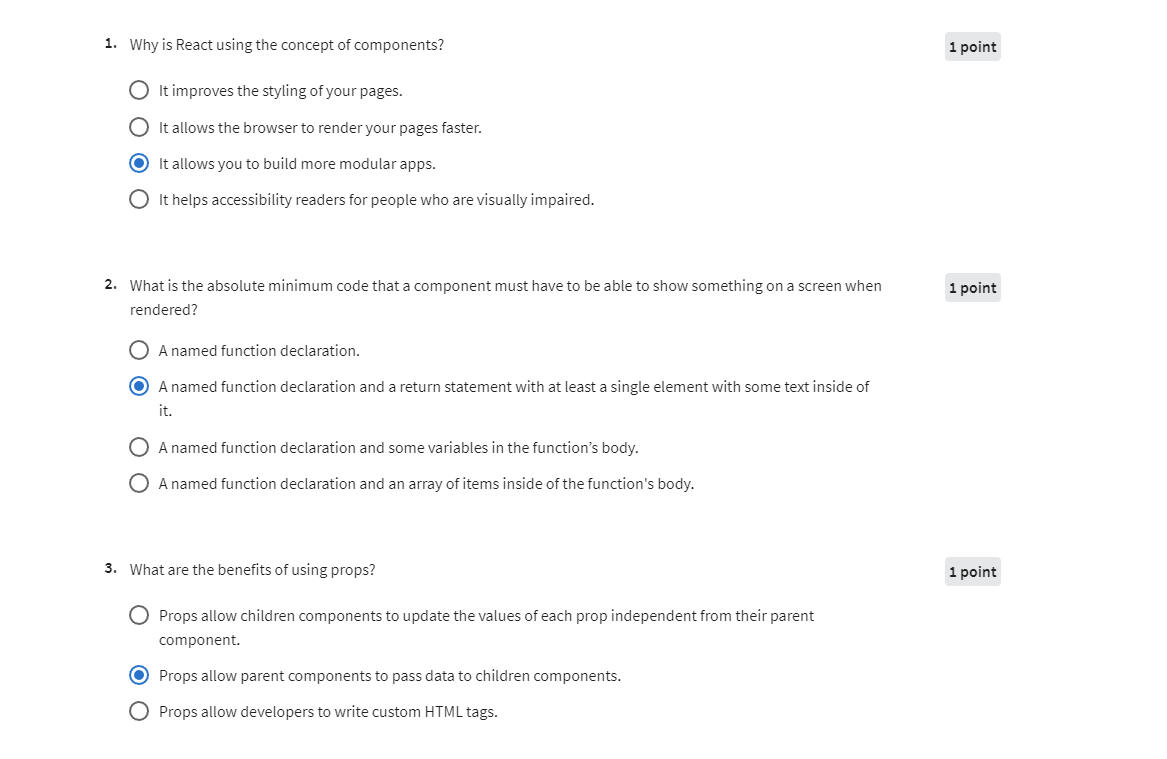 1. Why is React using the concept of components? 1 point
It improves the styling of your pages.
It allows the browser to render your pages faster.
It allows you to build more modular apps.
It helps accessibility readers for people who are visually impaired.
2. What is the absolute minimum code that a component must have to be able to show something on a screen when 1 point
rendered?
A named function declaration.
A named function declaration and a return statement with at least a single element with some text inside of
it.
A named function declaration and some variables in the function’s body.
A named function declaration and an array of items inside of the function's body.
3. What are the benefits of using props? 1 point
Props allow children components to update the values of each prop independent from their parent
component.
Props allow parent components to pass data to children components.
Props allow developers to write custom HTML tags.